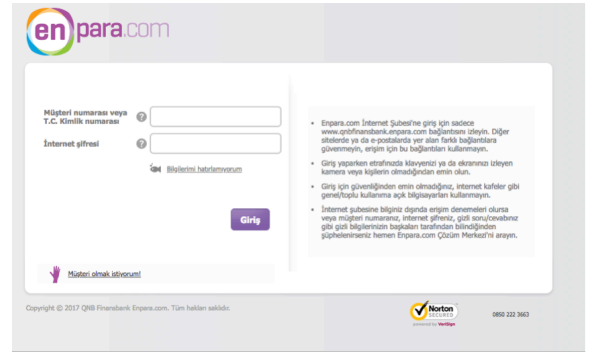 enpara.com
Müşteri numarası veya
T.C. Kimlik numarası
?
İnternet şifresi
?
Bilgilerimi hatırlamıyorum
Giriş
Müşteri olmak istiyorum!
• Enpara.com İnternet Şubesi'ne giriş için sadece
www.qnbfinansbank.enpara.com bağlantısını izleyin. Diğer
sitelerde ya da e-postalarda yer alan farklı bağlantılara
güvenmeyin, erişim için bu bağlantıları kullanmayın.
• Giriş yaparken etrafınızda klavyenizi ya da ekranınızı izleyen
kamera veya kişilerin olmadığından emin olun.
• Giriş için güvenliğinden emin olmadığınız, internet kafeler gibi
genel/toplu kullanıma açık bilgisayarları kullanmayın.
• İnternet şubesine bilginiz dışında erişim denemeleri olursa
veya müşteri numaranız, internet şifreniz, gizli soru/cevabınız
gibi gizli bilgilerinizin başkaları tarafından bilindiğinden
şüphelenirseniz hemen Enpara.com Çözüm Merkezi'ni arayın.
Copyright © 2017 QNB Finansbank Enpara.com. Tüm hakları saklıdır.
Norton
SECURED
powered by VeriSign
0850 222 3663